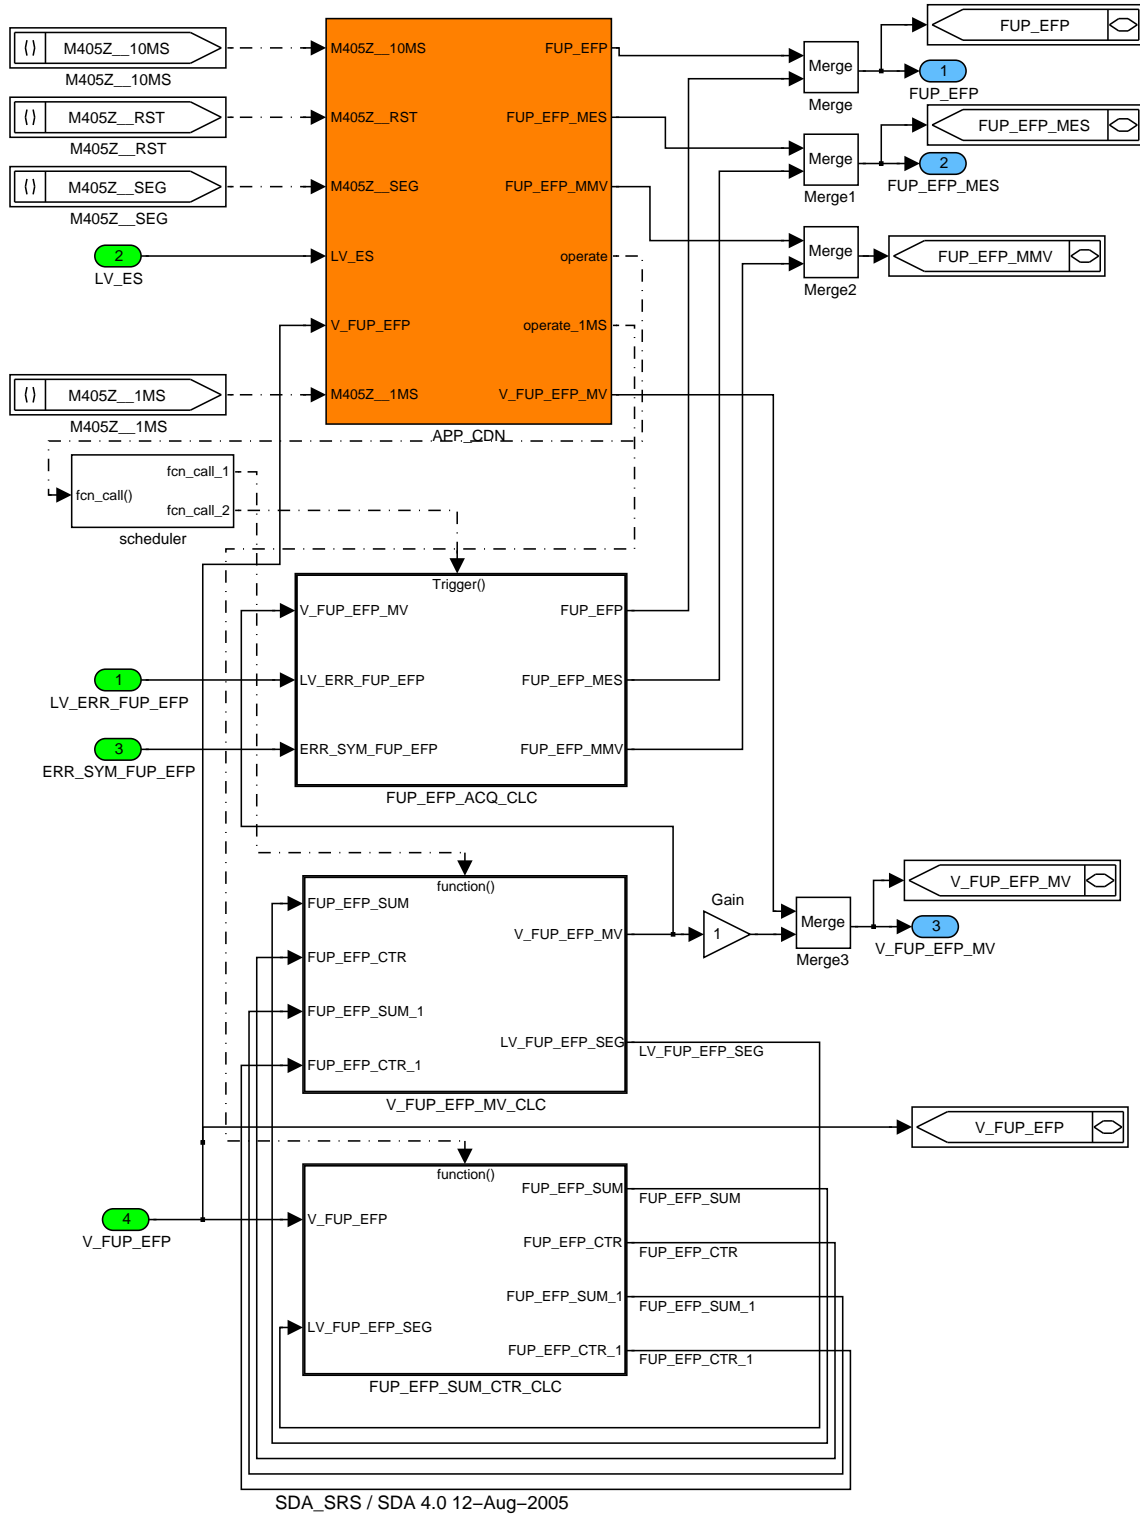 M405Z__10MS
M405Z__10MS
M405Z__RST
M405Z__RST
M405Z__SEG
M405Z__SEG
2
LV_ES
M405Z__1MS
M405Z__1MS
M405Z__10MS
M405Z__RST
M405Z__SEG
LV_ES
V_FUP_EFP
M405Z__1MS
FUP_EFP
FUP_EFP_MES
FUP_EFP_MMV
operate
operate_1MS
V_FUP_EFP_MV
APP_CDN
Merge
Merge
Merge
Merge1
Merge
Merge2
FUP_EFP
1
FUP_EFP
FUP_EFP_MES
2
FUP_EFP_MES
FUP_EFP_MMV
fcn_call()
fcn_call_1
fcn_call_2
scheduler
Trigger()
V_FUP_EFP_MV
LV_ERR_FUP_EFP
ERR_SYM_FUP_EFP
FUP_EFP
FUP_EFP_MES
FUP_EFP_MMV
FUP_EFP_ACQ_CLC
1
LV_ERR_FUP_EFP
3
ERR_SYM_FUP_EFP
function()
FUP_EFP_SUM
FUP_EFP_CTR
FUP_EFP_SUM_1
FUP_EFP_CTR_1
V_FUP_EFP_MV
LV_FUP_EFP_SEG
LV_FUP_EFP_SEG
V_FUP_EFP_MV_CLC
Gain
1
Merge
Merge3
V_FUP_EFP_MV
3
V_FUP_EFP_MV
V_FUP_EFP
function()
V_FUP_EFP
LV_FUP_EFP_SEG
FUP_EFP_SUM
FUP_EFP_CTR
FUP_EFP_SUM_1
FUP_EFP_CTR_1
FUP_EFP_SUM
FUP_EFP_CTR
FUP_EFP_SUM_1
FUP_EFP_CTR_1
FUP_EFP_SUM_CTR_CLC
4
V_FUP_EFP
SDA_SRS / SDA 4.0 12–Aug–2005